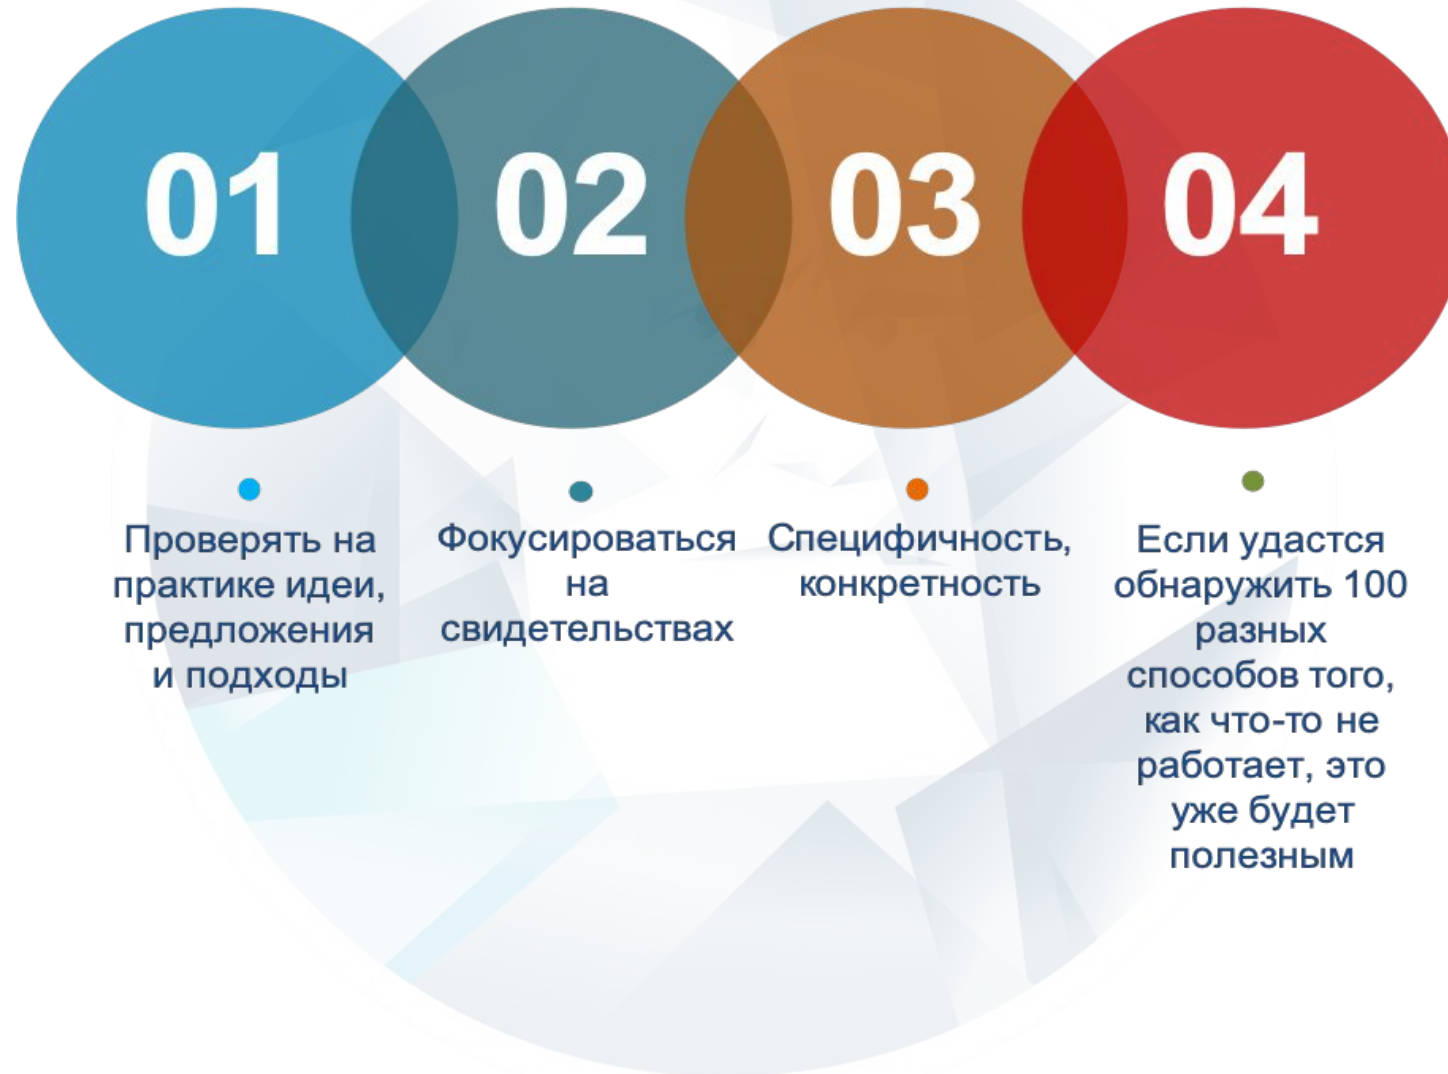 01
02
03
04
Проверять на
практике идеи,
предложения
и подходы
Фокусироваться
на
свидетельствах
Специфичность,
конкретность
Если удастся
обнаружить 100
разных
способов того,
как что-то не
работает, это
уже будет
полезным